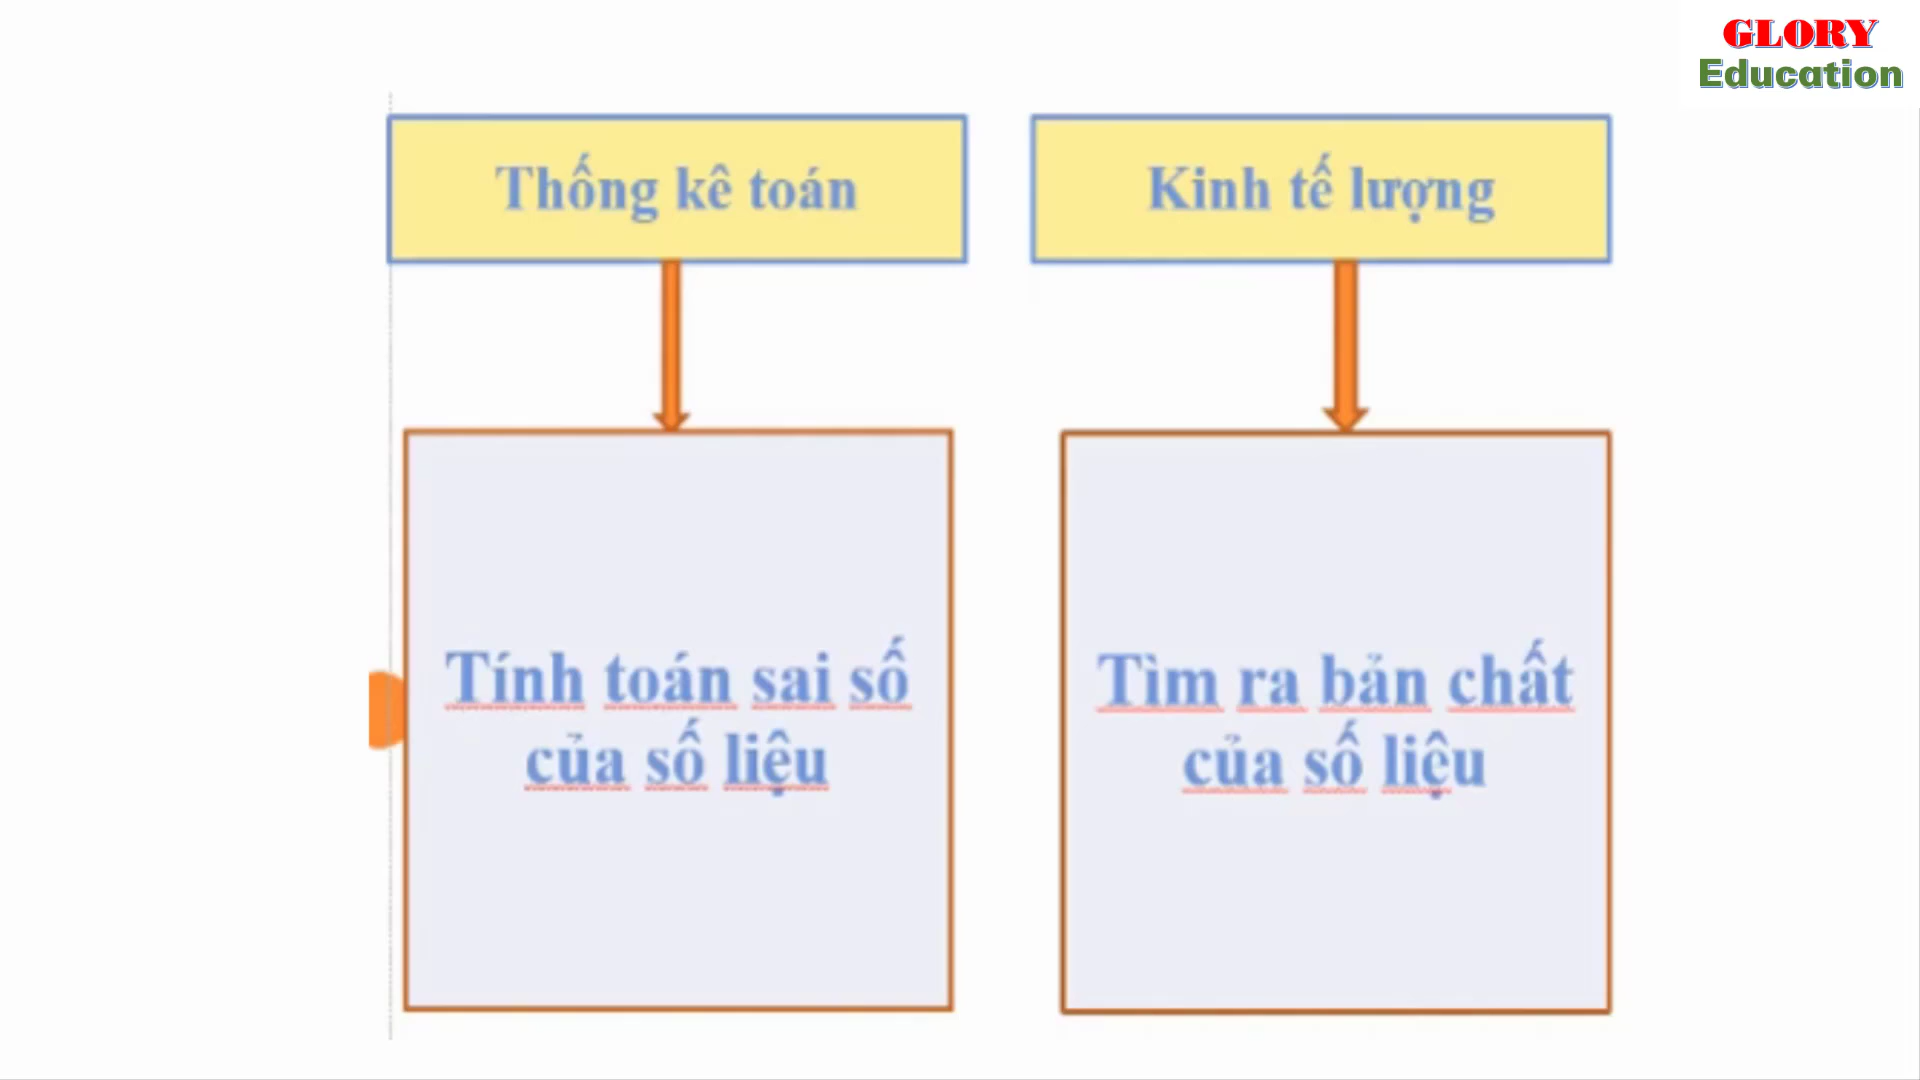 GLORY
Education
Thống kê toán
Kinh tế lượng
Tính toán sai số
của số liệu
Tìm ra bản chất
của số liệu